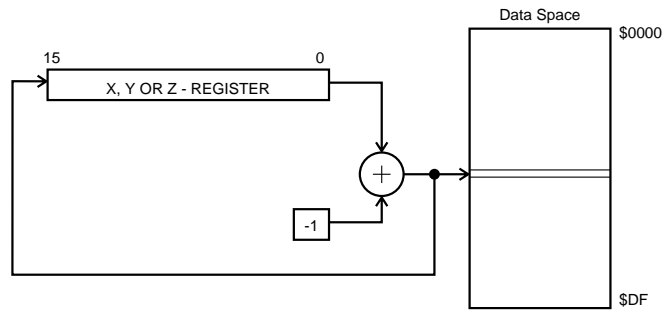 Data Space
$0000
15 0
X, Y OR Z - REGISTER
+
-1
$DF